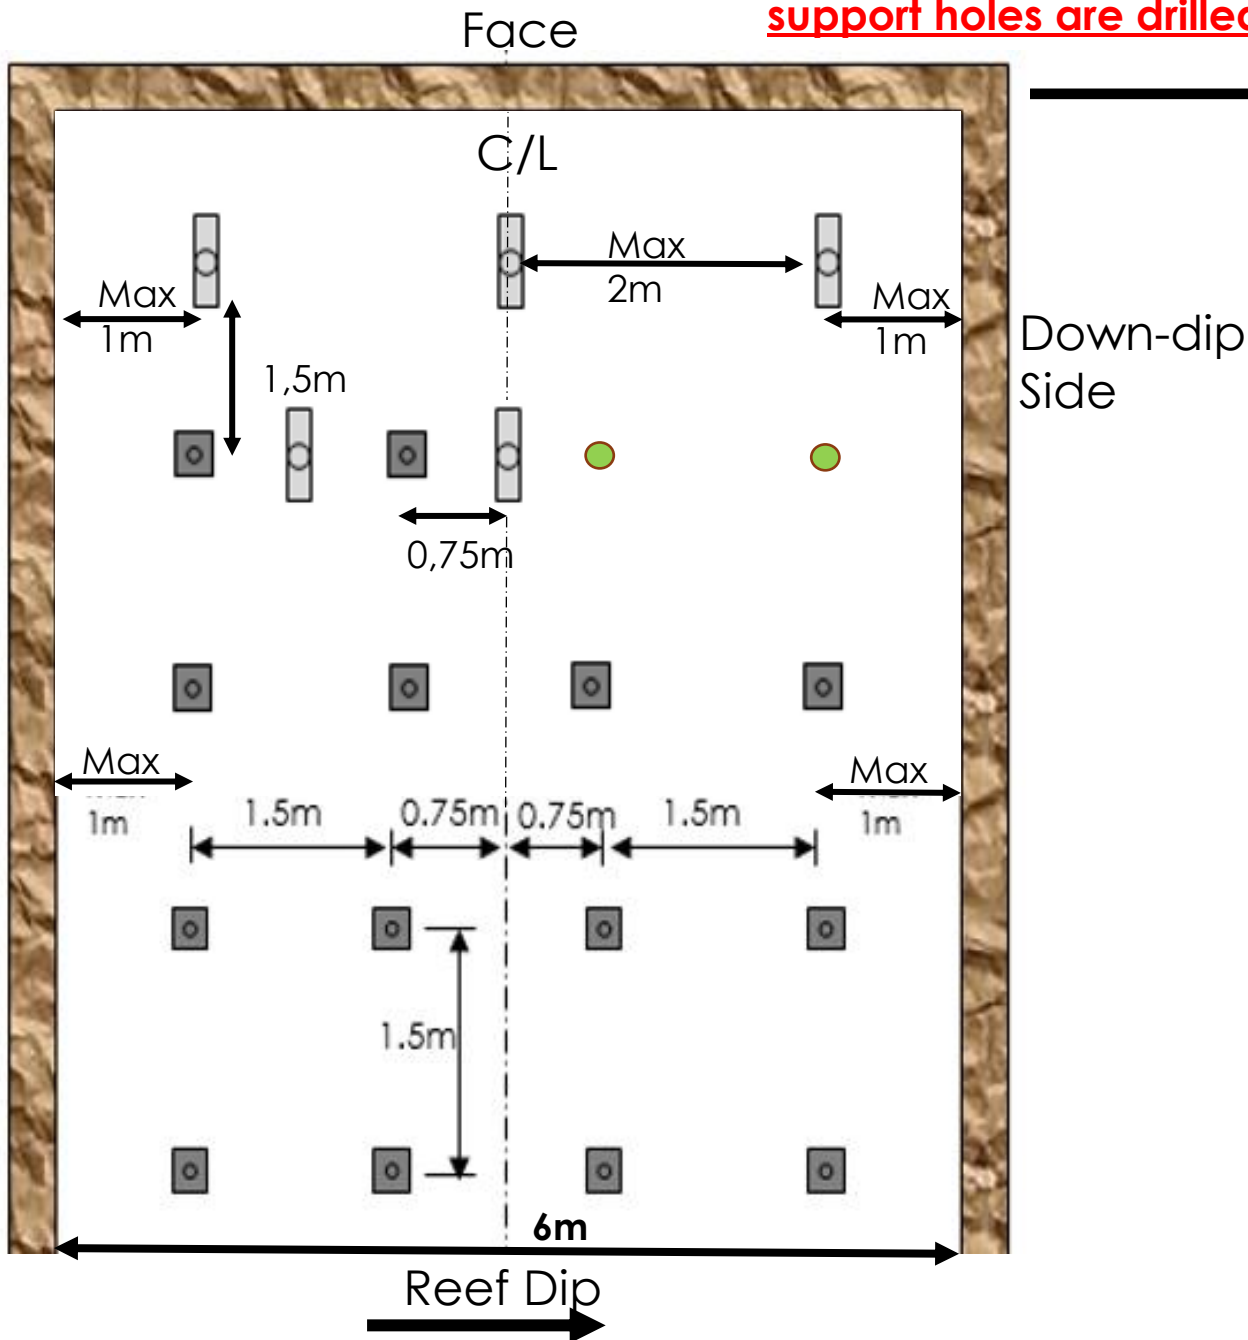 support holes are drilled
Face
C/L
Max
2m
Max
1m
Max
1m
Down-dip
Side
1,5m
0,75m
Max
1m
Max
1m
1.5m
0.75m
0.75m
1.5m
1.5m
6m
Reef Dip